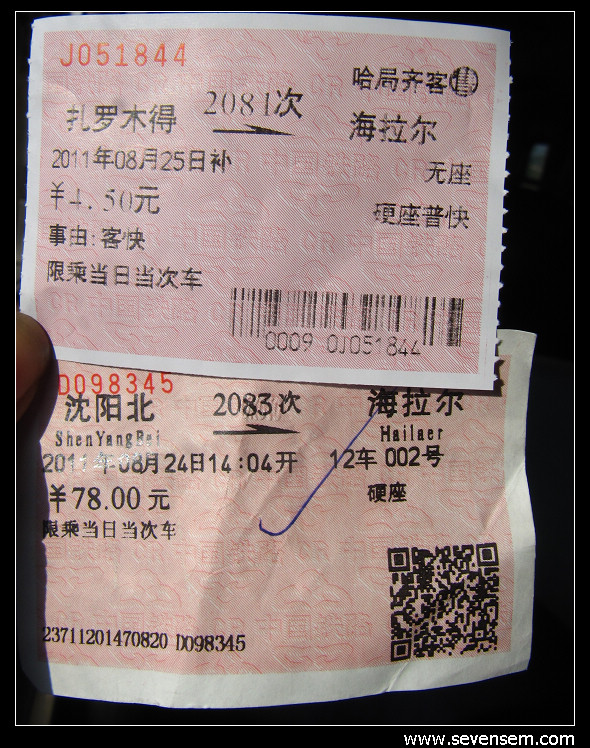 J051844
哈局齐客
扎罗木得 2081次 海拉尔
2011年08月25日补 无座
￥4.50元 硬座普快
事由:客快
限乘当日当次车
0009 0J051844
D098345
沈阳北 2083次 海拉尔
ShenYangBei Hailaer
2011年08月24日14:04开 12车 002号
￥78.00元 硬座
限乘当日当次车
23711201470820 D098345
www.sevensem.com